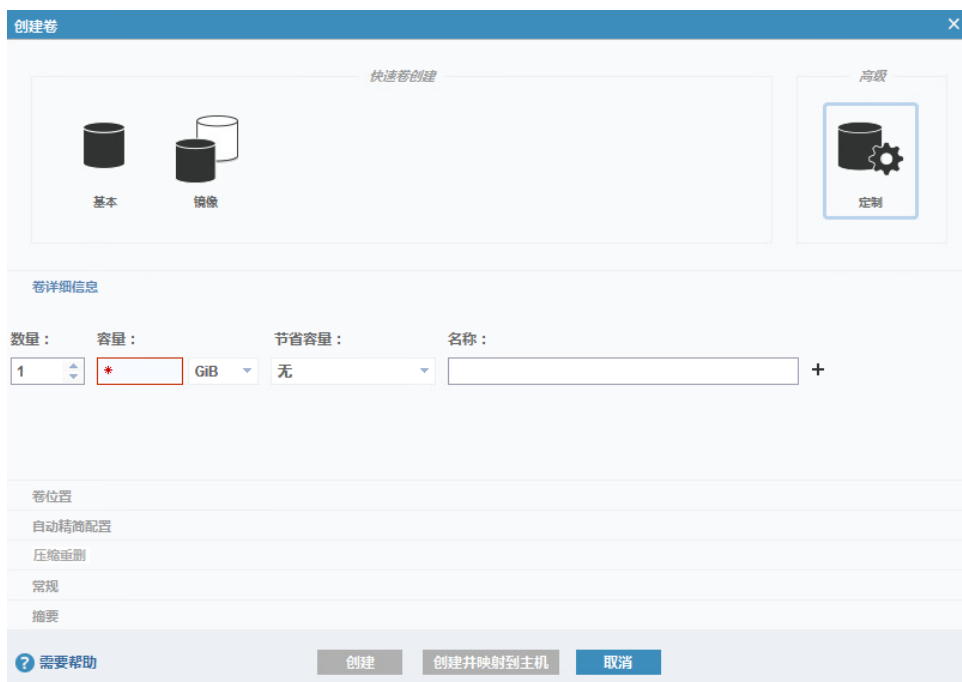 创建卷
快速卷创建
高级
基本
镜像
定制
卷详细信息
数量：
容量：
节省容量：
名称：
1
*
GiB
无
+
卷位置
自动精简配置
压缩重删
常规
摘要
? 需要帮助
创建
创建并映射到主机
取消